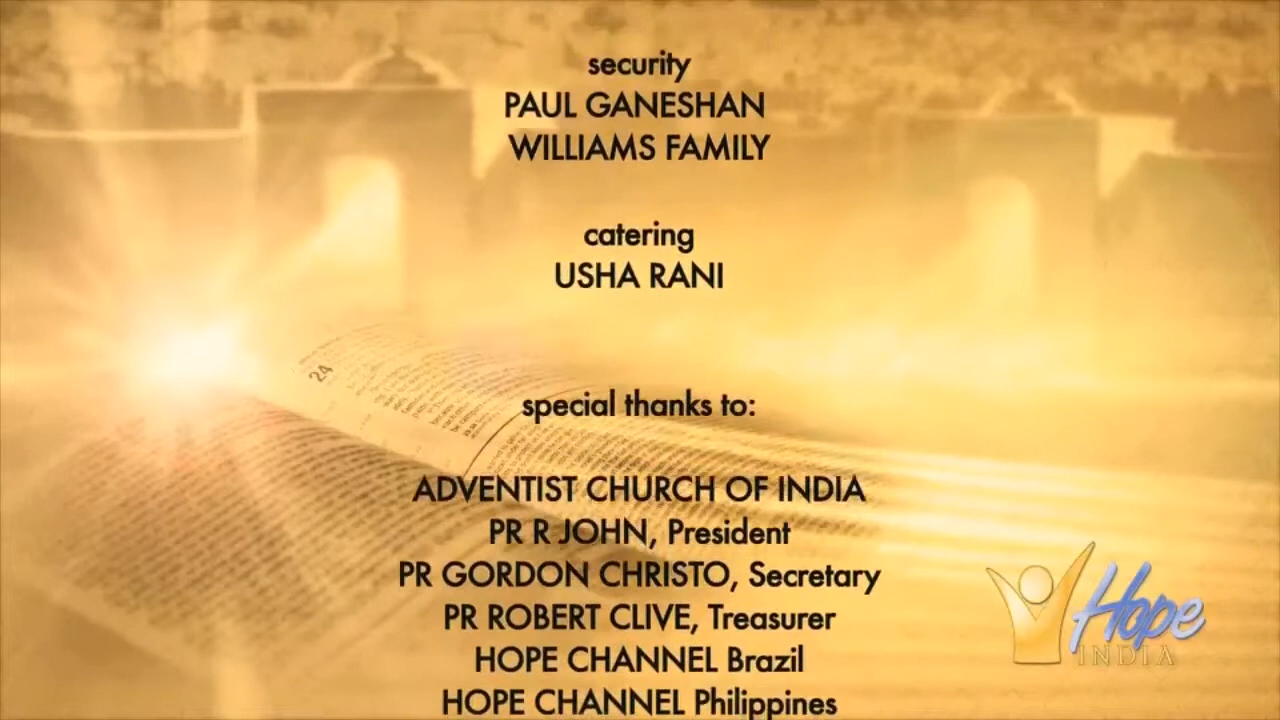 security
PAUL GANESHAN
WILLIAMS FAMILY
catering
USHA RANI
24
special thanks to:
ADVENTIST CHURCH OF INDIA
PR R JOHN, President
PR GORDON CHRISTO, Secretary
PR ROBERT CLIVE, Treasurer
HOPE CHANNEL Brazil
HOPE CHANNEL Philippines
Hope
INDIA